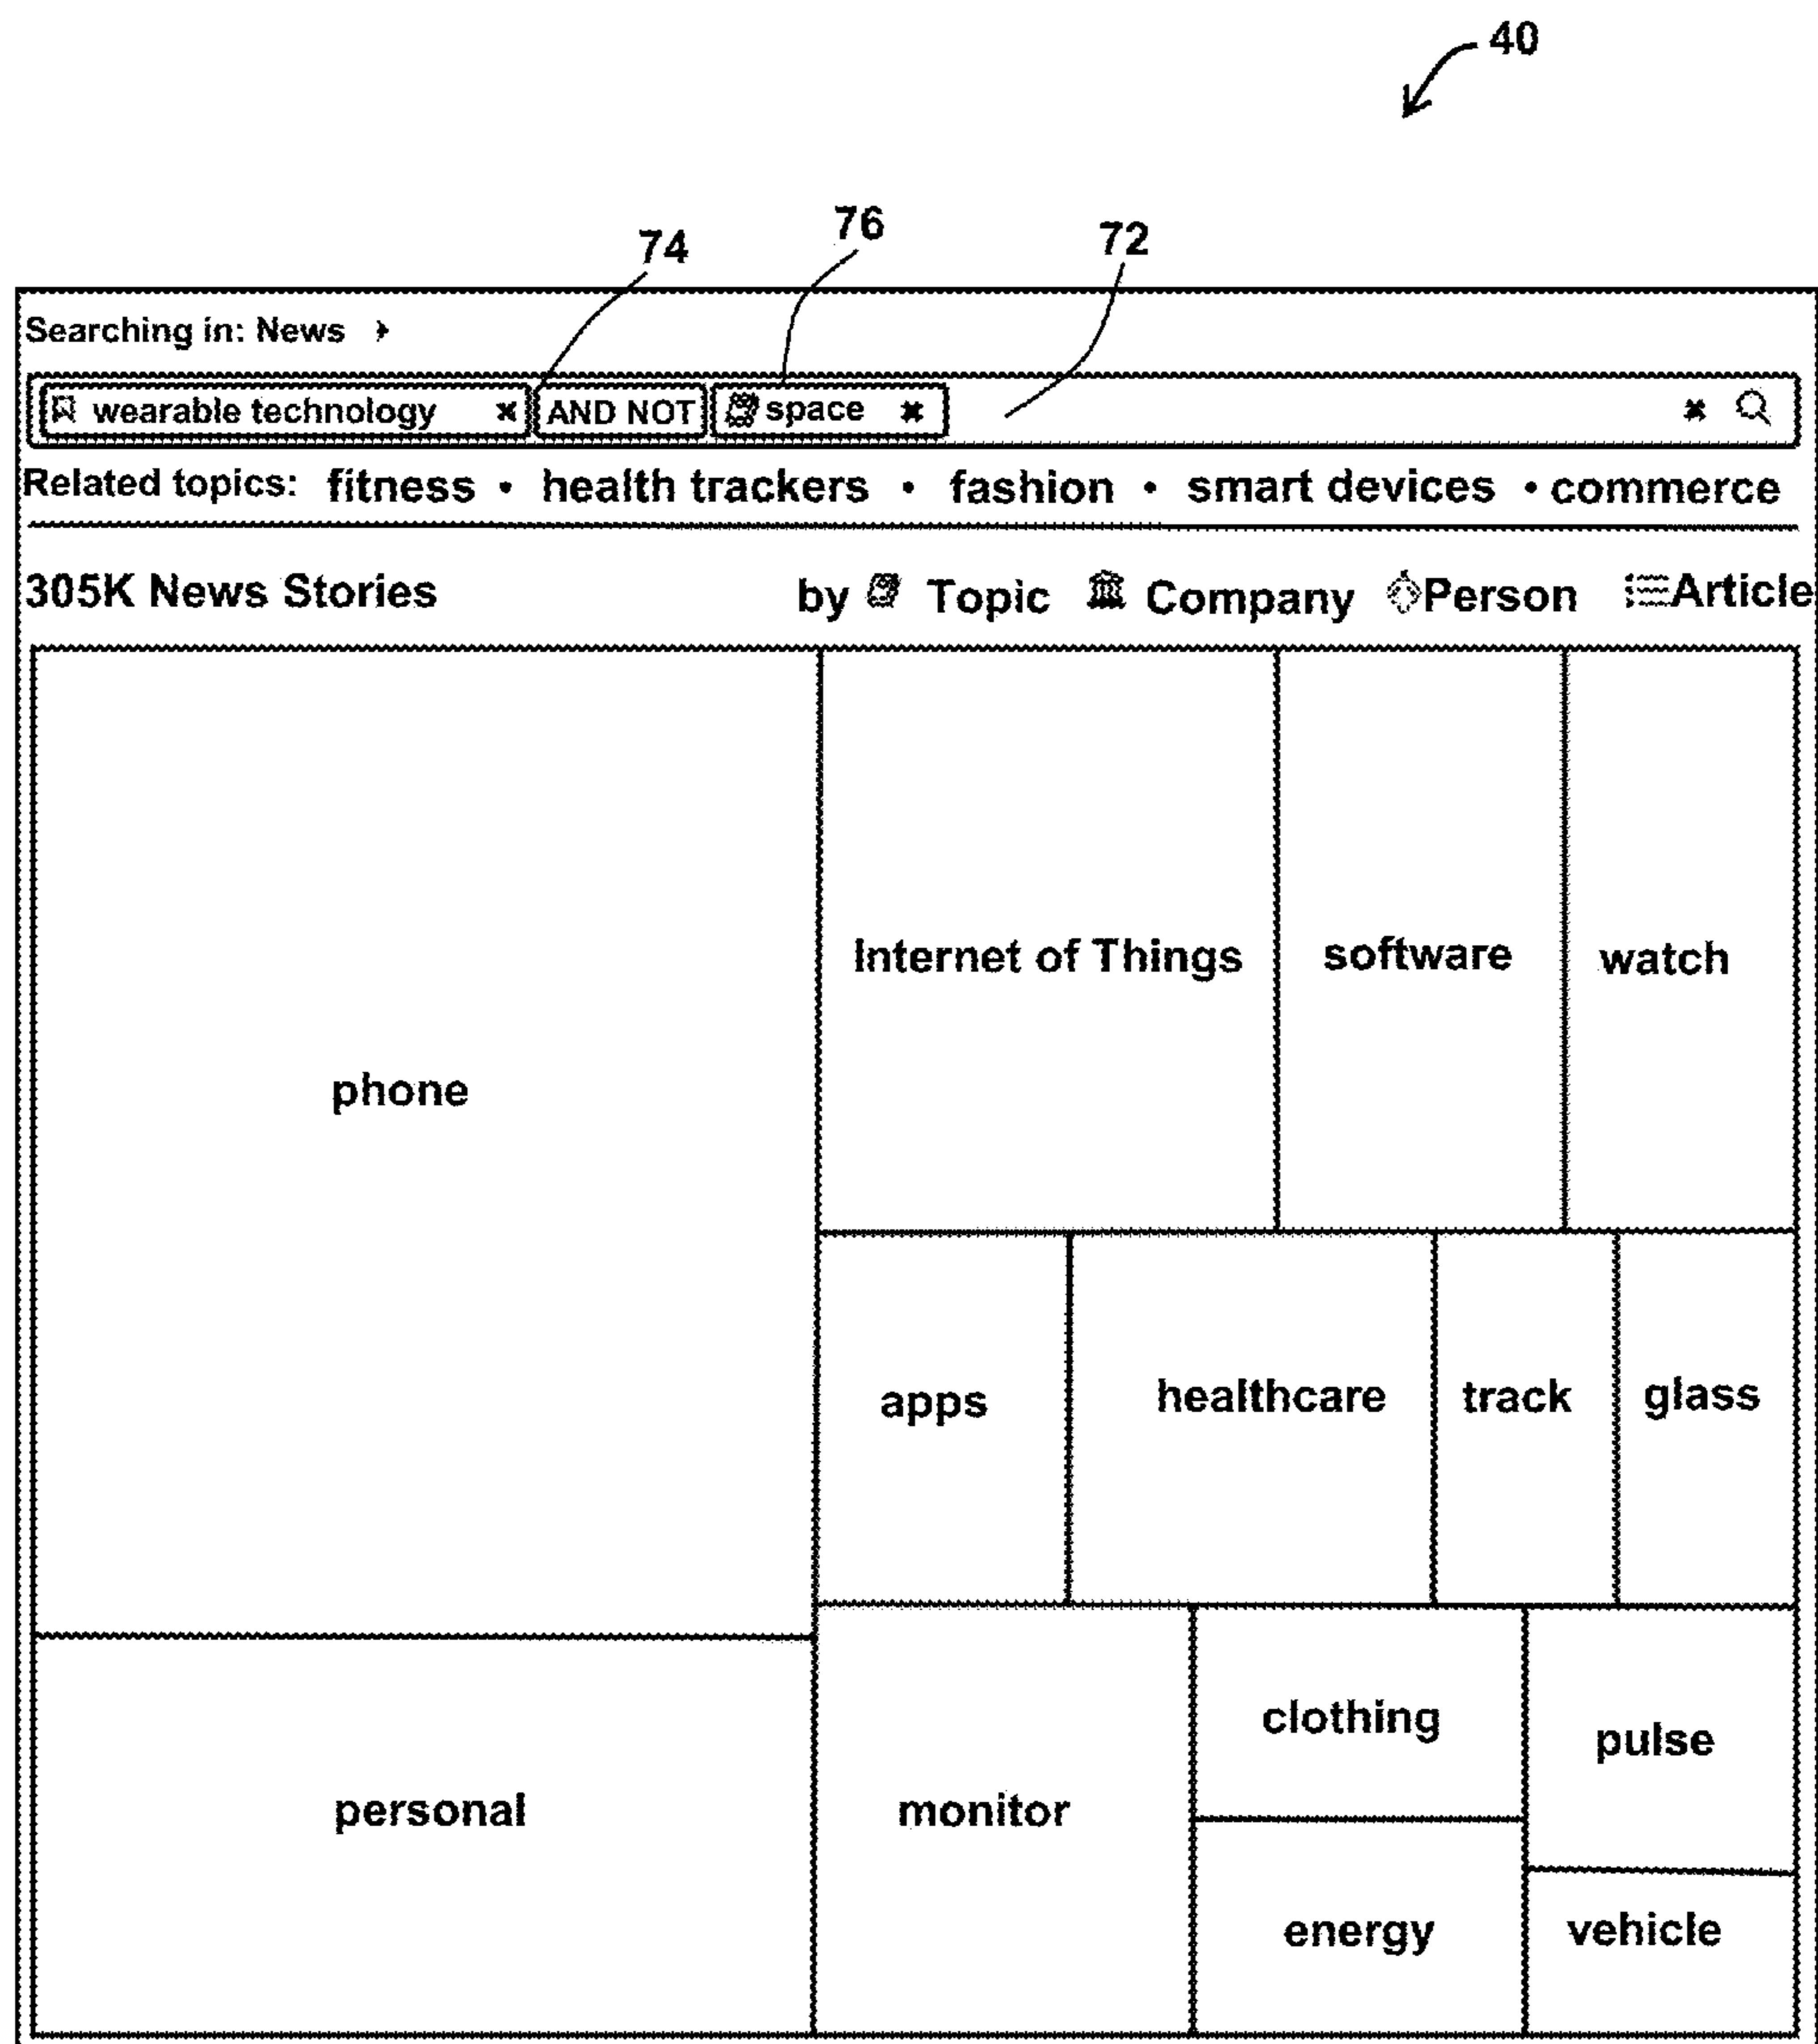 40
74 76 72
Searching in: News
wearable technology AND NOT space
Related topics: fitness • health trackers • fashion • smart devices • commerce
305K News Stories by Topic Company Person Article
phone
Internet of Things software watch
apps healthcare track glass
personal
monitor
clothing
pulse
energy
vehicle